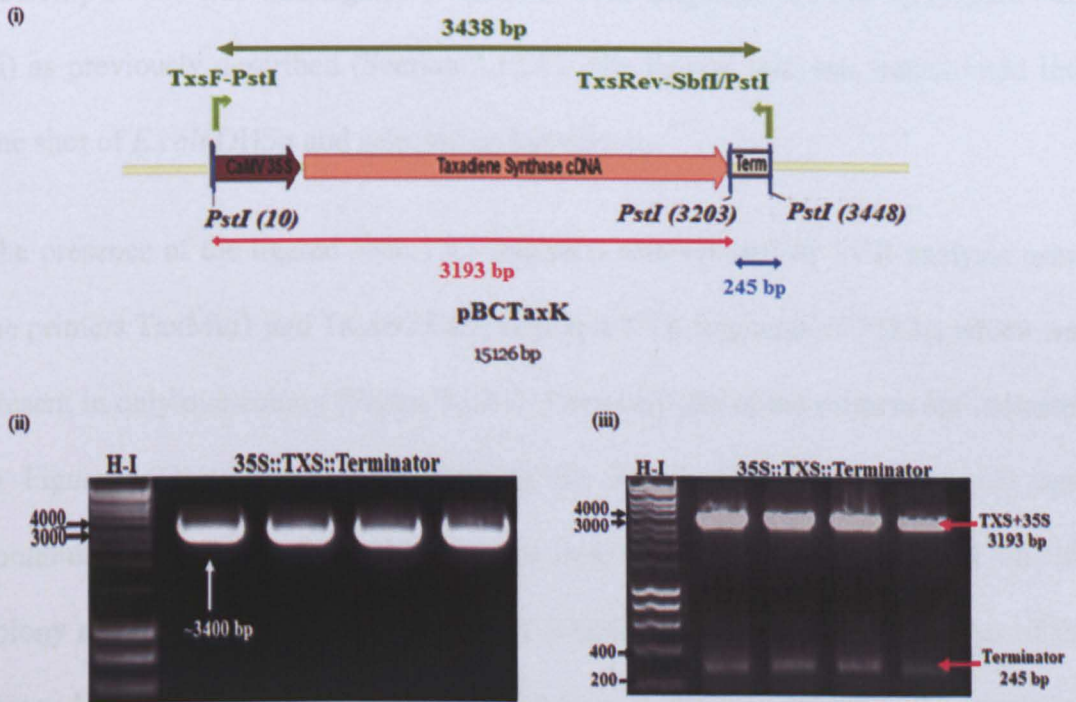 (i)
3438 bp
TxsF-PstI
TxsRev-SbfI/PstI
CaMV 35S
Taxadiene Synthase cDNA
Term
PstI (10)
PstI (3203)
PstI (3448)
3193 bp
245 bp
pBCTaxK
15126bp
(ii)
H-I
35S::TXS::Terminator
4000
3000
~3400 bp
(iii)
H-I
35S::TXS::Terminator
4000
3000
TXS+35S
3193 bp
400
200
Terminator
245 bp